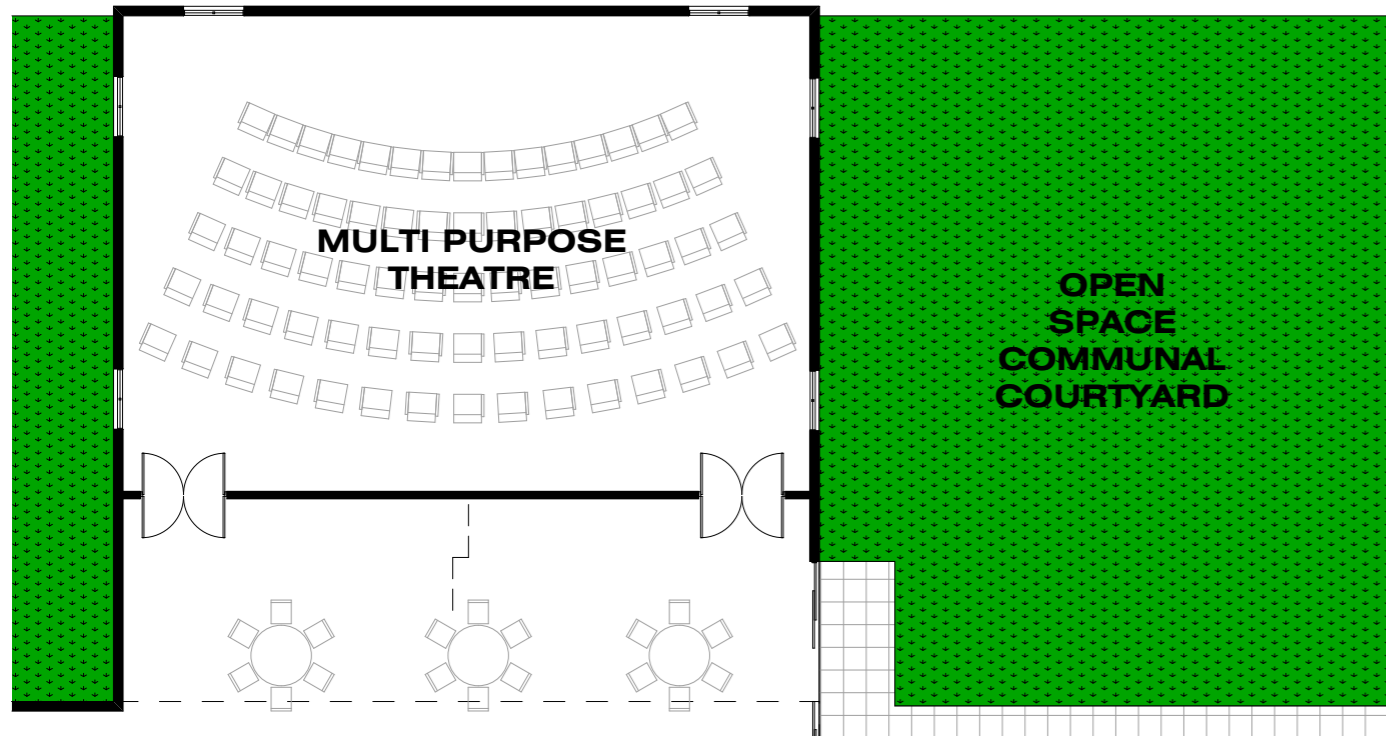 MULTI PURPOSE
THEATRE
OPEN
SPACE
COMMUNAL
COURTYARD